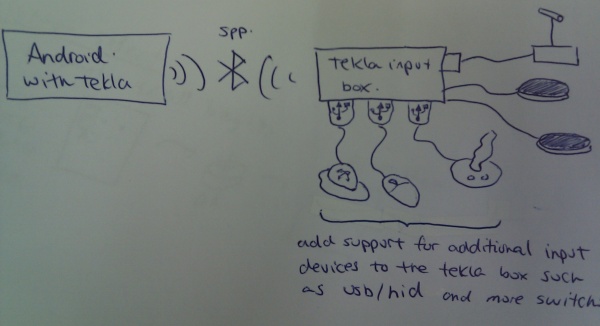 Android.
with Tekla
spp.
Tekla input
box.
add support for additional input
devices to the tekla box such
as usb/hid and more switch